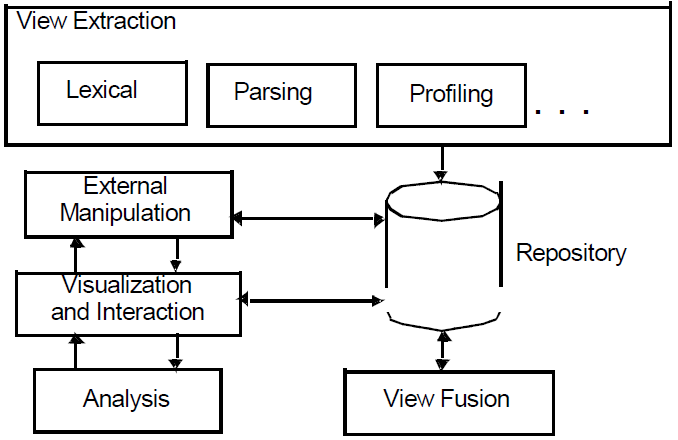 View Extraction
Lexical
Parsing
Profiling
. . .
External
Manipulation
Repository
Visualization
and Interaction
Analysis
View Fusion